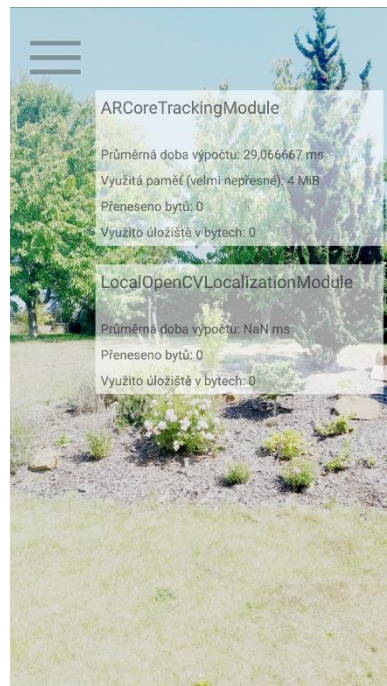 ARCoreTrackingModule
Průměrná doba výpočtu: 29,066667 ms
Využitá paměť (velmi nepřesné): 4 MiB
Přeneseno bytů: 0
Využito úložiště v bytech: 0
LocalOpenCVLocalizationModule
Průměrná doba výpočtu: NaN ms
Přeneseno bytů: 0
Využito úložiště v bytech: 0